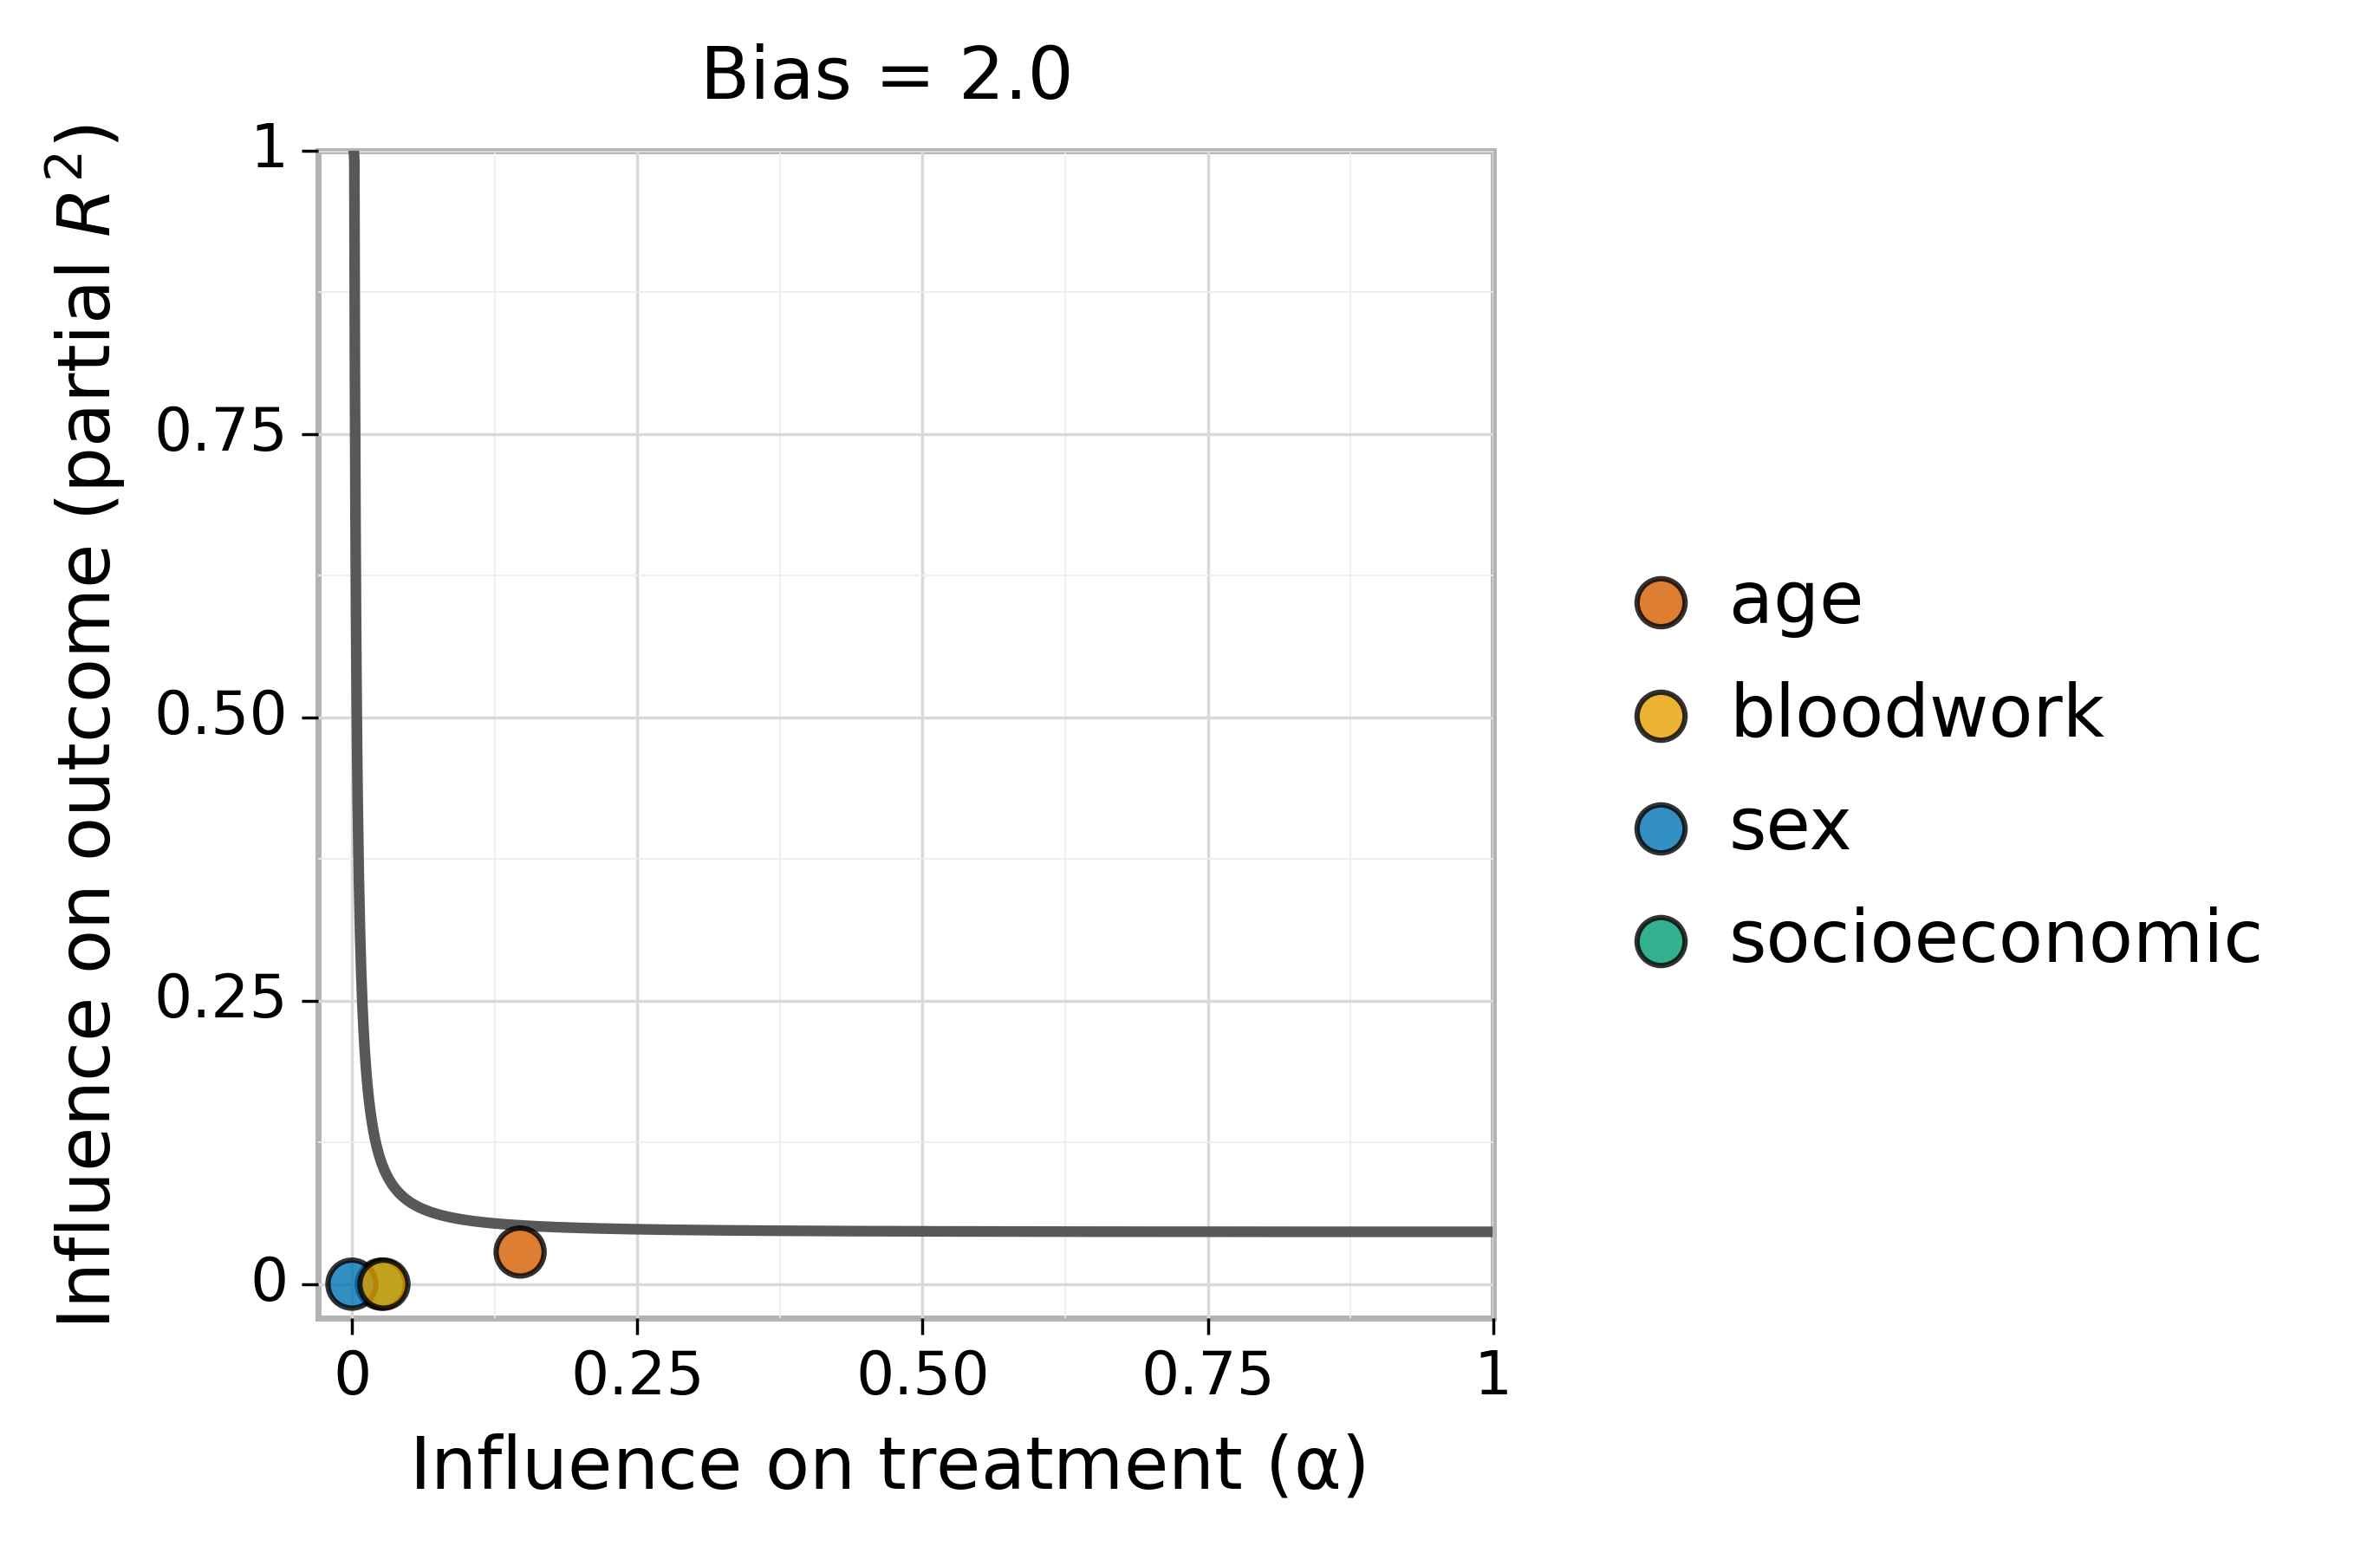 Bias = 2.0
Influence on outcome (partial R²)
1
0.75
0.50
0.25
0
0
0.25
0.50
0.75
1
Influence on treatment (α)
age
bloodwork
sex
socioeconomic